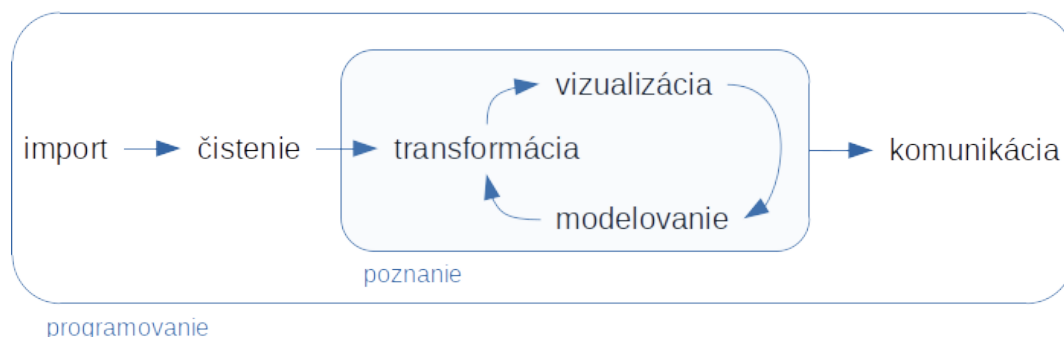 vizualizácia
import
čistenie
transformácia
komunikácia
modelovanie
poznanie
programovanie